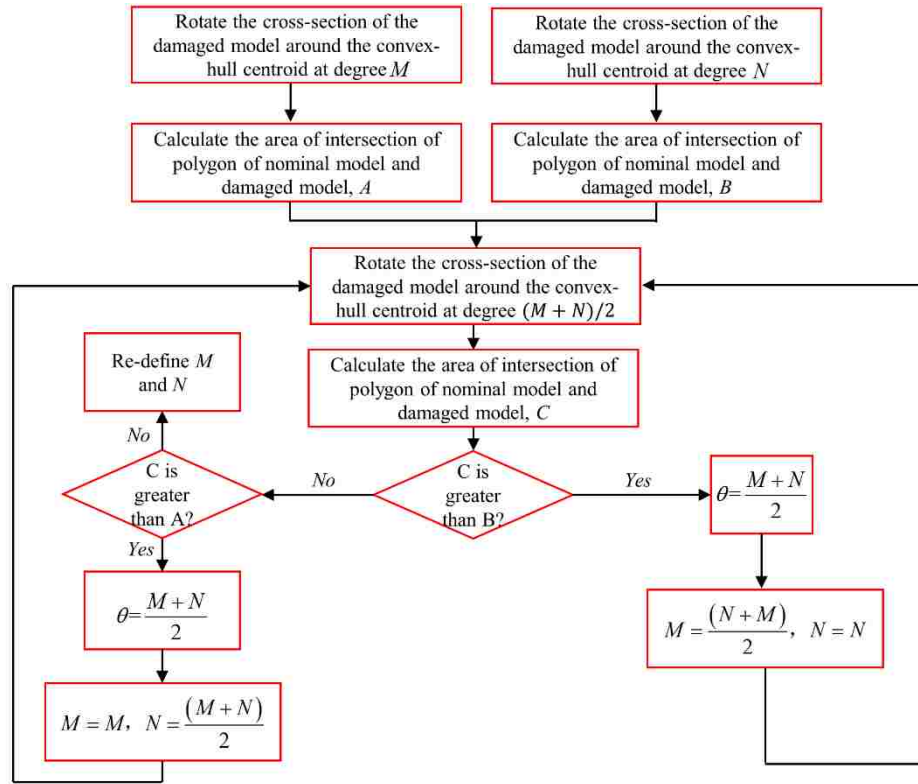 Rotate the cross-section of the
damaged model around the convex-
hull centroid at degree M
Rotate the cross-section of the
damaged model around the convex-
hull centroid at degree N
Calculate the area of intersection of
polygon of nominal model and
damaged model, A
Calculate the area of intersection of
polygon of nominal model and
damaged model, B
Rotate the cross-section of the
damaged model around the convex-
hull centroid at degree (M + N)/2
Calculate the area of intersection of
polygon of nominal model and
damaged model, C
Re-define M
and N
No
C is
greater
than A?
No
C is
greater
than B?
Yes
θ=M + N
2
Yes
θ=M + N
2
M = (N + M)
2, N = N
M = M, N = (M + N)
2